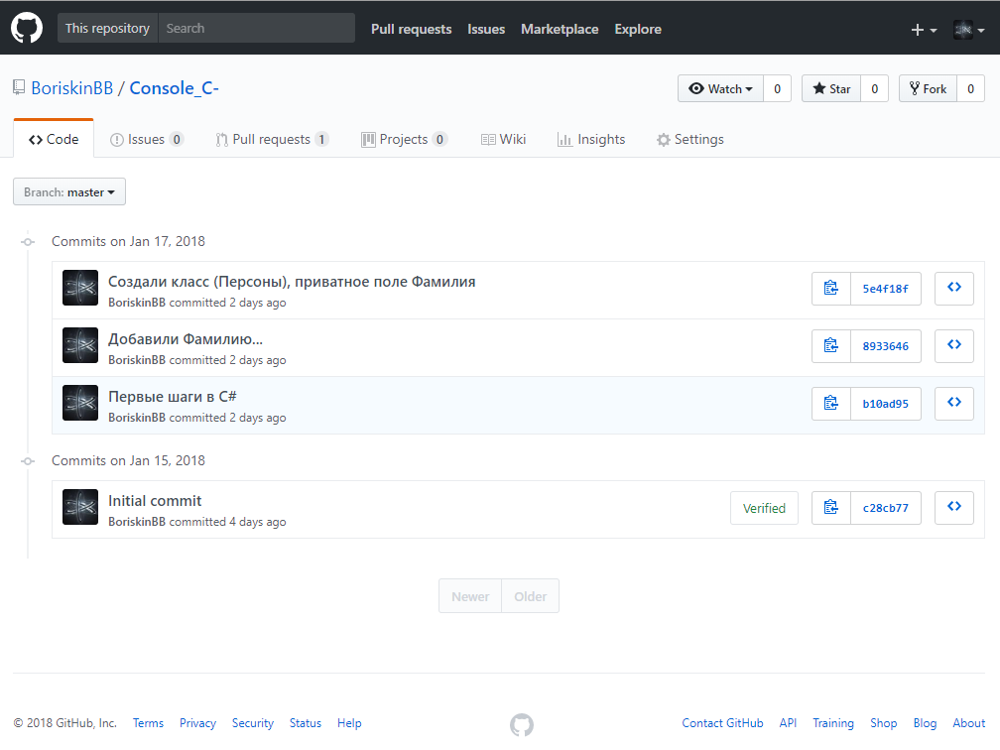 This repository Search Pull requests Issues Marketplace Explore
BoriskinBB / Console_C- Watch 0 Star 0 Fork 0
Code Issues 0 Pull requests 1 Projects 0 Wiki Insights Settings
Branch: master
Commits on Jan 17, 2018
Создали класс (Персоны), приватное поле Фамилия
BoriskinBB committed 2 days ago
5e4f18f
Добавили Фамилию...
BoriskinBB committed 2 days ago
8933646
Первые шаги в C#
BoriskinBB committed 2 days ago
b10ad95
Commits on Jan 15, 2018
Initial commit
BoriskinBB committed 4 days ago
Verified c28cb77
Newer Older
© 2018 GitHub, Inc. Terms Privacy Security Status Help Contact GitHub API Training Shop Blog About